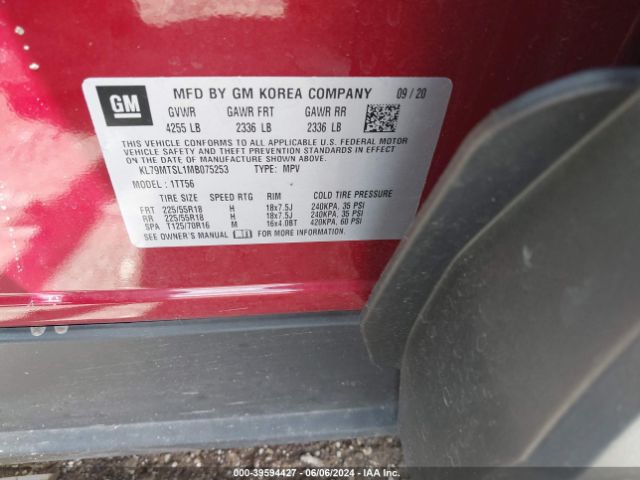 GM MFD BY GM KOREA COMPANY 09 / 20
GVWR GAWR FRT GAWR RR
4255 LB 2336 LB 2336 LB
THIS VEHICLE CONFORMS TO ALL APPLICABLE U.S. FEDERAL MOTOR
VEHICLE SAFETY AND THEFT PREVENTION STANDARDS IN EFFECT ON
THE DATE OF MANUFACTURE SHOWN ABOVE.
KL79MTSL1MB075253 TYPE: MPV
MODEL: 1TT56
TIRE SIZE SPEED RTG RIM COLD TIRE PRESSURE
FRT 225/55R18 H 18x7.5J 240KPA, 35 PSI
RR 225/55R18 H 18x7.5J 240KPA, 35 PSI
SPA T125/70R16 M 16x4.0BT 420KPA, 60 PSI
SEE OWNER'S MANUAL FOR MORE INFORMATION.
000-39594427 - 06/06/2024 - IAA Inc.